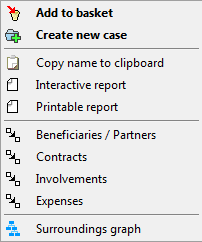 Add to basket
Create new case
Copy name to clipboard
Interactive report
Printable report
Beneficiaries / Partners
Contracts
Involvements
Expenses
Surroundings graph